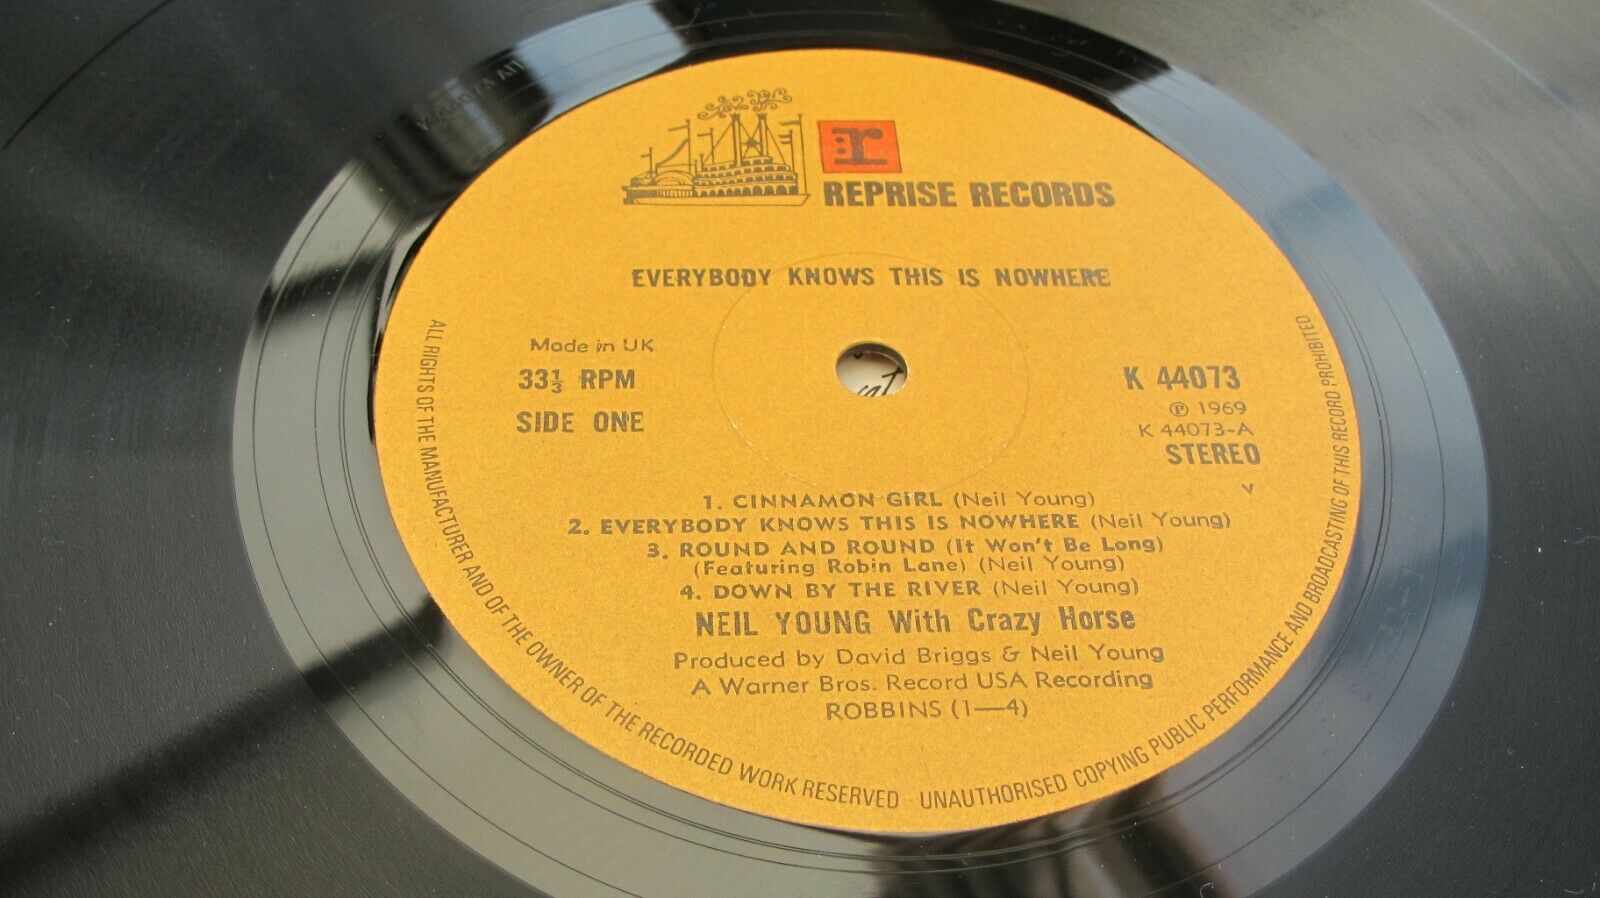 K 44073 A
r
REPRISE RECORDS
EVERYBODY KNOWS THIS IS NOWHERE
Made in UK
33⅓ RPM
SIDE ONE
K 44073
℗ 1969
K 44073-A
STEREO
V
1. CINNAMON GIRL (Neil Young)
2. EVERYBODY KNOWS THIS IS NOWHERE (Neil Young)
3. ROUND AND ROUND (It Won't Be Long)
(Featuring Robin Lane) (Neil Young)
4. DOWN BY THE RIVER (Neil Young)
NEIL YOUNG With Crazy Horse
Produced by David Briggs & Neil Young
A Warner Bros. Record USA Recording
ROBBINS (1—4)
ALL RIGHTS OF THE MANUFACTURER AND OF THE OWNER OF THE RECORDED WORK RESERVED · UNAUTHORISED COPYING PUBLIC PERFORMANCE AND BROADCASTING OF THIS RECORD PROHIBITED